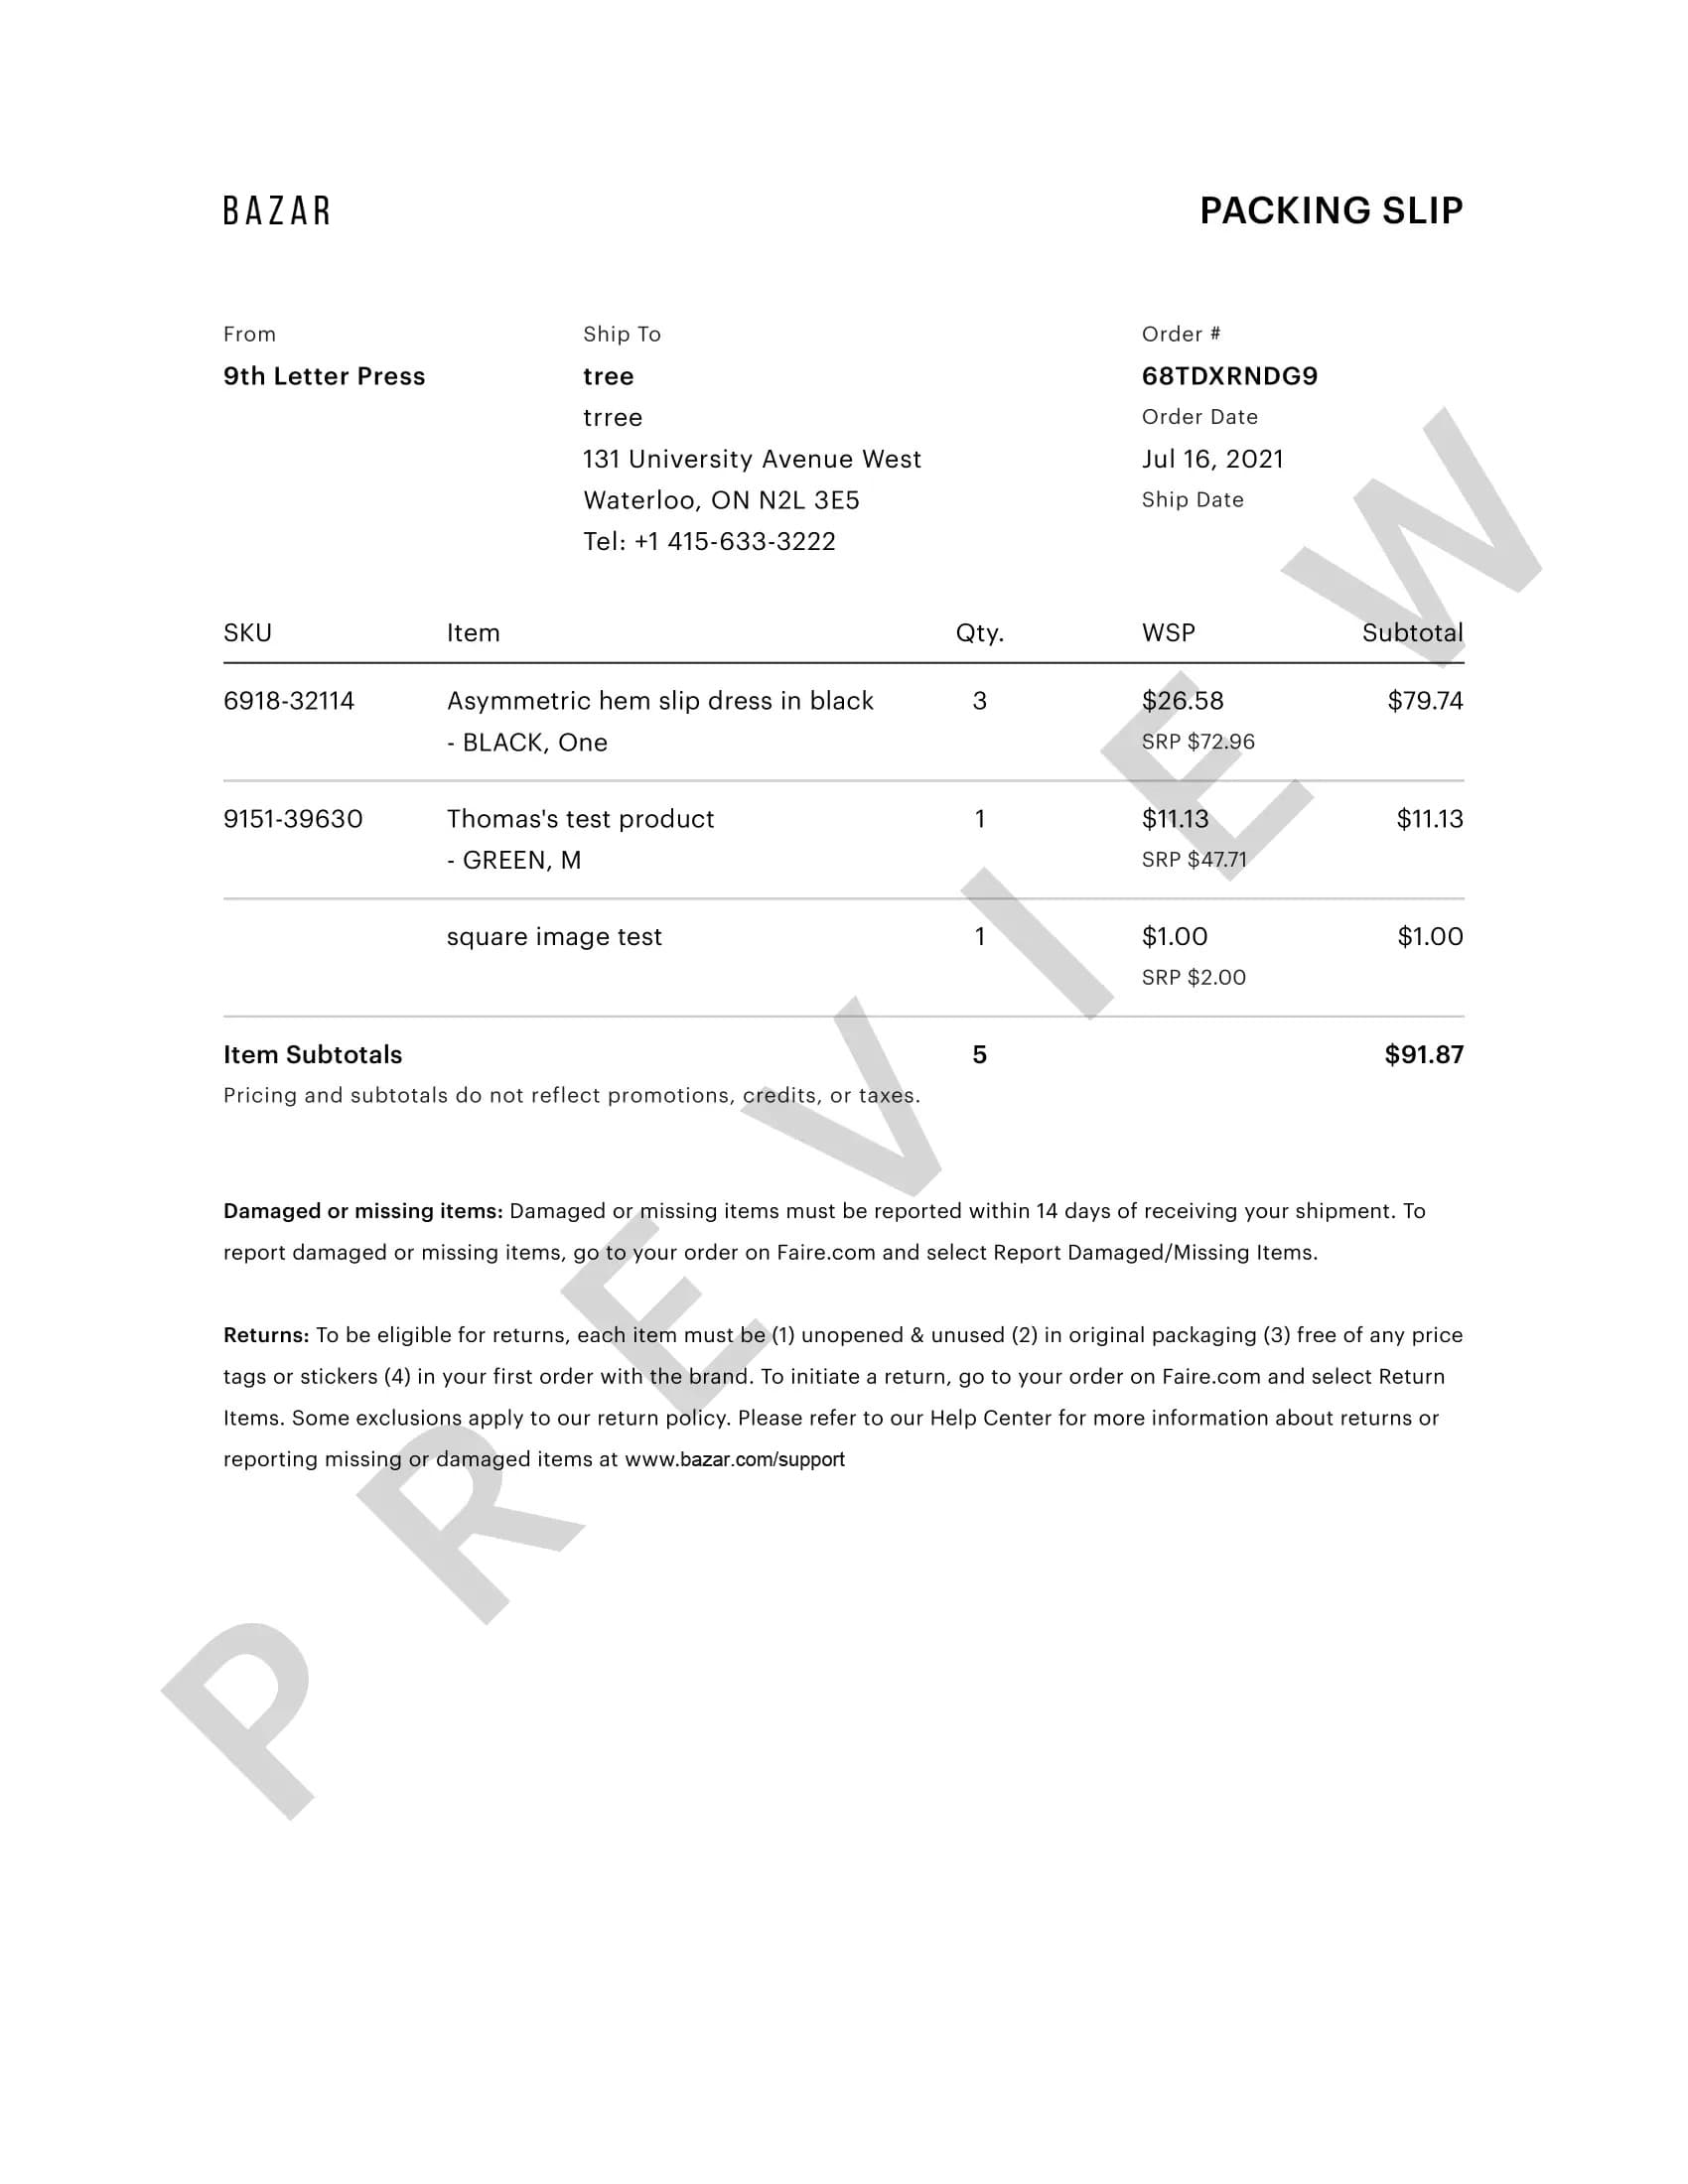 BAZAR
PACKING SLIP
From
9th Letter Press
Ship To
tree
trree
131 University Avenue West
Waterloo, ON N2L 3E5
Tel: +1 415-633-3222
Order #
68TDXRNDG9
Order Date
Jul 16, 2021
Ship Date
SKU Item Qty. WSP Subtotal
6918-32114 Asymmetric hem slip dress in black 3 $26.58 $79.74
- BLACK, One SRP $72.96
9151-39630 Thomas's test product 1 $11.13 $11.13
- GREEN, M SRP $47.71
square image test 1 $1.00 $1.00
SRP $2.00
Item Subtotals 5 $91.87
Pricing and subtotals do not reflect promotions, credits, or taxes.
Damaged or missing items: Damaged or missing items must be reported within 14 days of receiving your shipment. To
report damaged or missing items, go to your order on Faire.com and select Report Damaged/Missing Items.
Returns: To be eligible for returns, each item must be (1) unopened & unused (2) in original packaging (3) free of any price
tags or stickers (4) in your first order with the brand. To initiate a return, go to your order on Faire.com and select Return
Items. Some exclusions apply to our return policy. Please refer to our Help Center for more information about returns or
reporting missing or damaged items at www.bazar.com/support
PREVIEW